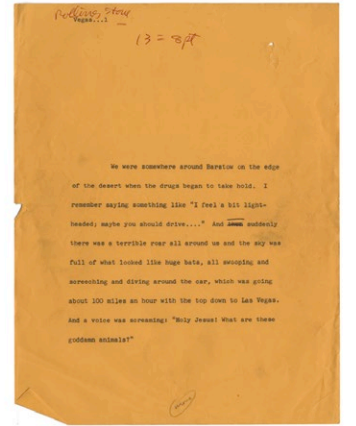 Rolling Stone
Vegas...1
13 = 8pt
We were somewhere around Barstow on the edge
of the desert when the drugs began to take hold. I
remember saying something like "I feel a bit light-
headed; maybe you should drive...." And suddenly
there was a terrible roar all around us and the sky was
full of what looked like huge bats, all swooping and
screeching and diving around the car, which was going
about 100 miles an hour with the top down to Las Vegas.
And a voice was screaming: "Holy Jesus! What are these
goddamn animals?"
(more)